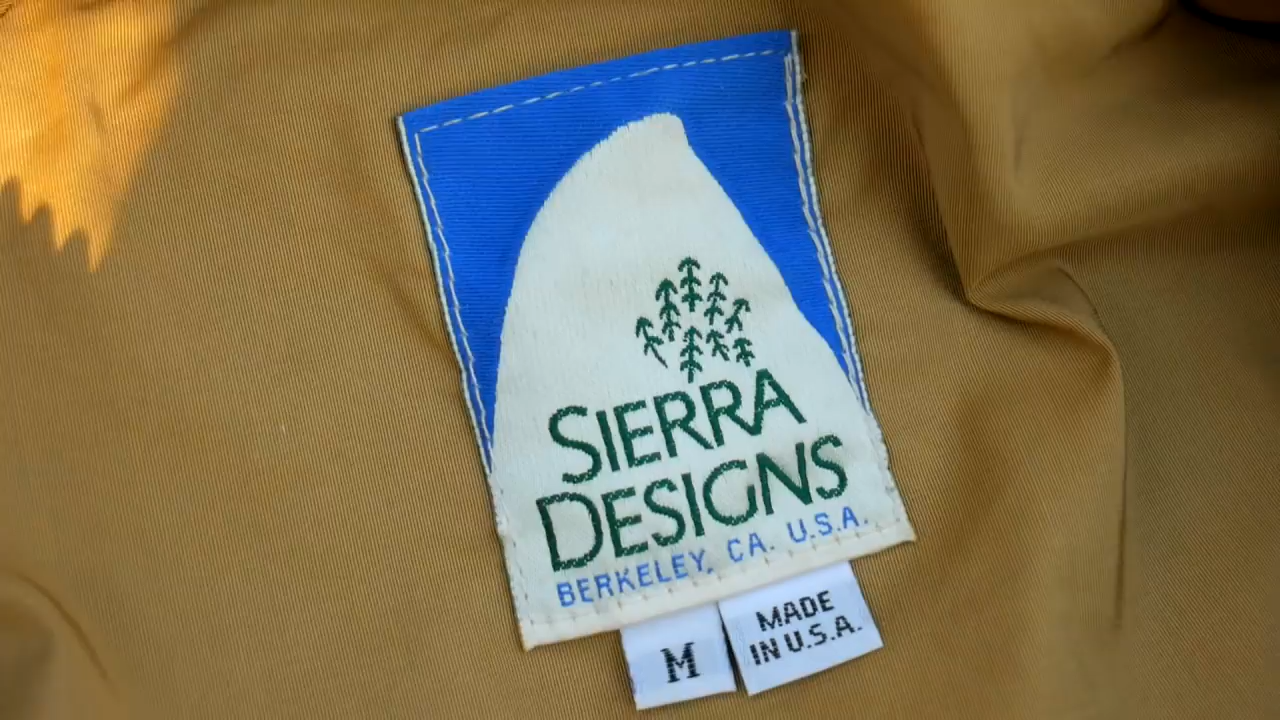 SIERRA
DESIGNS
BERKELEY, CA. U.S.A.
M
MADE
IN U.S.A.